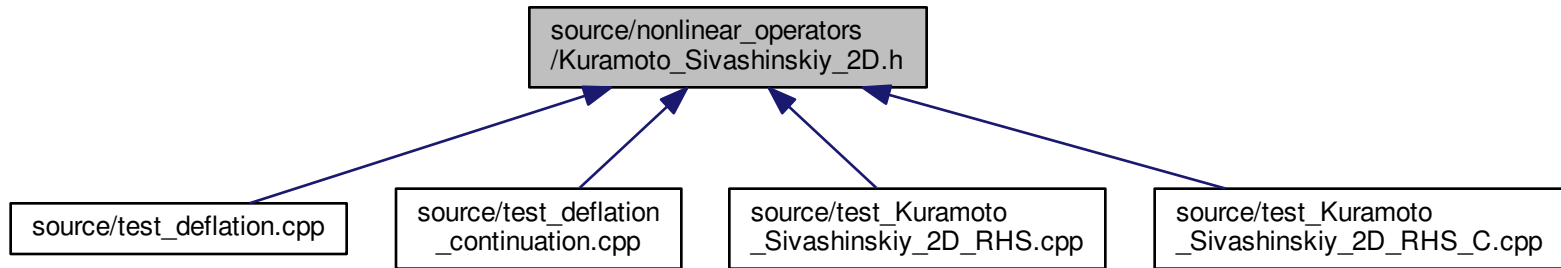 source/nonlinear_operators
/Kuramoto_Sivashinskiy_2D.h
source/test_deflation.cpp
source/test_deflation
_continuation.cpp
source/test_Kuramoto
_Sivashinskiy_2D_RHS.cpp
source/test_Kuramoto
_Sivashinskiy_2D_RHS_C.cpp